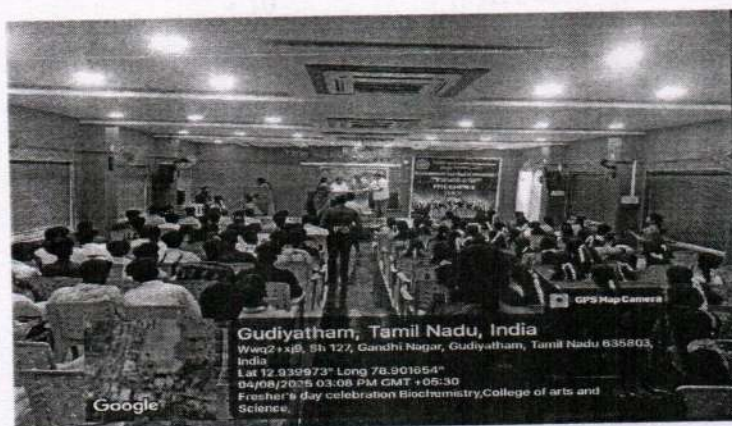 GPS Map Camera
Gudiyatham, Tamil Nadu, India
Wwq2+xj9, Sh 127, Gandhi Nagar, Gudiyatham, Tamil Nadu 635803,
India
Lat 12.939973° Long 78.901654°
04/08/2025 03:08 PM GMT +05:30
Fresher's day celebration Biochemistry,College of arts and
Science,
Google